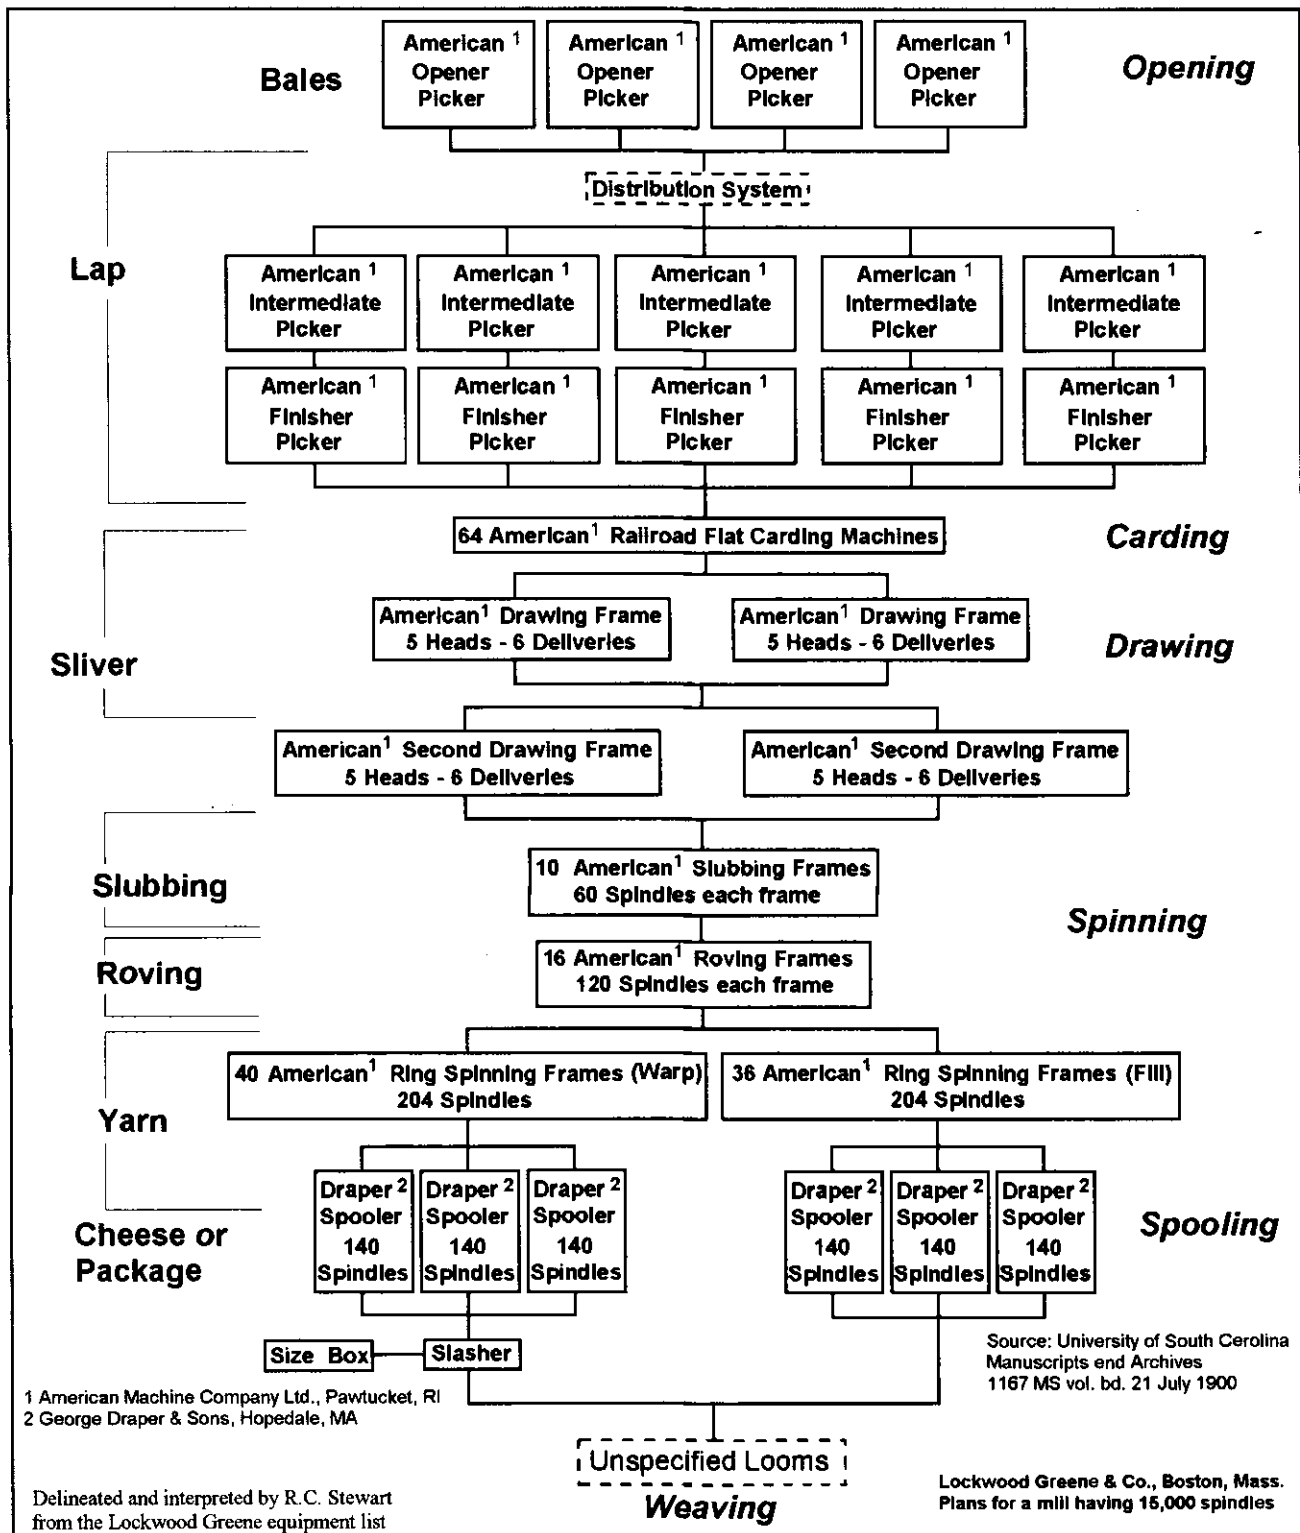 Bales
American 1
Opener
Picker
American 1
Opener
Picker
American 1
Opener
Picker
American 1
Opener
Picker
Opening
Distribution System
Lap
American 1
Intermediate
Picker
American 1
Intermediate
Picker
American 1
Intermediate
Picker
American 1
Intermediate
Picker
American 1
Intermediate
Picker
American 1
Finisher
Picker
American 1
Finisher
Picker
American 1
Finisher
Picker
American 1
Finisher
Picker
American 1
Finisher
Picker
64 American1 Railroad Flat Carding Machines
Carding
Sliver
American1 Drawing Frame
5 Heads - 6 Deliveries
American1 Drawing Frame
5 Heads - 6 Deliveries
Drawing
American1 Second Drawing Frame
5 Heads - 6 Deliveries
American1 Second Drawing Frame
5 Heads - 6 Deliveries
Slubbing
10 American1 Slubbing Frames
60 Spindles each frame
Spinning
Roving
16 American1 Roving Frames
120 Spindles each frame
Yarn
40 American1 Ring Spinning Frames (Warp)
204 Spindles
36 American1 Ring Spinning Frames (Fill)
204 Spindles
Cheese or
Package
Draper 2
Spooler
140
Spindles
Draper 2
Spooler
140
Spindles
Draper 2
Spooler
140
Spindles
Draper 2
Spooler
140
Spindles
Draper 2
Spooler
140
Spindles
Draper 2
Spooler
140
Spindles
Spooling
Size Box
Slasher
Source: University of South Cerolina
Manuscripts end Archives
1167 MS vol. bd. 21 July 1900
1 American Machine Company Ltd., Pawtucket, RI
2 George Draper & Sons, Hopedale, MA
Unspecified Looms
Weaving
Delineated and interpreted by R.C. Stewart
from the Lockwood Greene equipment list
Lockwood Greene & Co., Boston, Mass.
Plans for a mill having 15,000 spindles